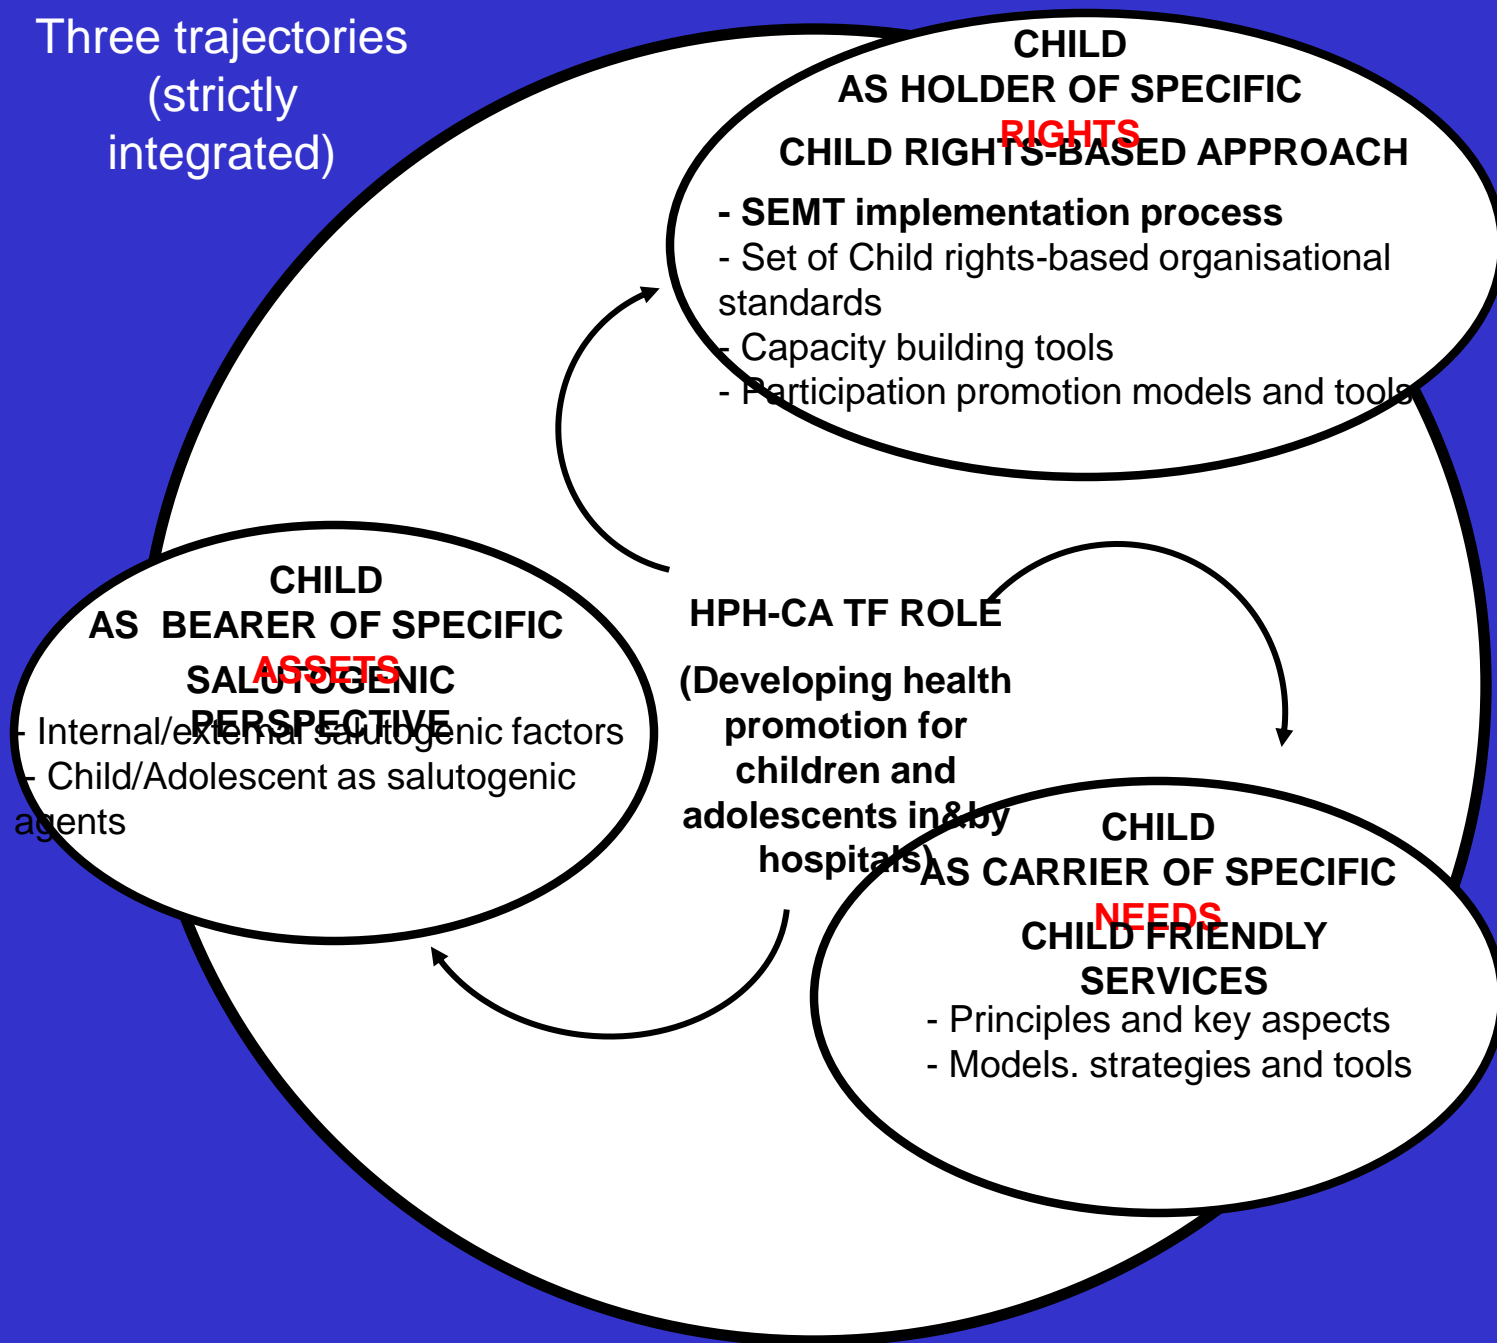 Three trajectories
(strictly
integrated)
CHILD
AS HOLDER OF SPECIFIC
RIGHTS
CHILD RIGHTS-BASED APPROACH
- SEMT implementation process
- Set of Child rights-based organisational
standards
- Capacity building tools
- Participation promotion models and tools
CHILD
AS BEARER OF SPECIFIC
ASSETS
SALUTOGENIC
PERSPECTIVE
- Internal/external salutogenic factors
- Child/Adolescent as salutogenic
agents
HPH-CA TF ROLE
(Developing health
promotion for
children and
adolescents in&by
hospitals)
CHILD
AS CARRIER OF SPECIFIC
NEEDS
CHILD FRIENDLY
SERVICES
- Principles and key aspects
- Models. strategies and tools